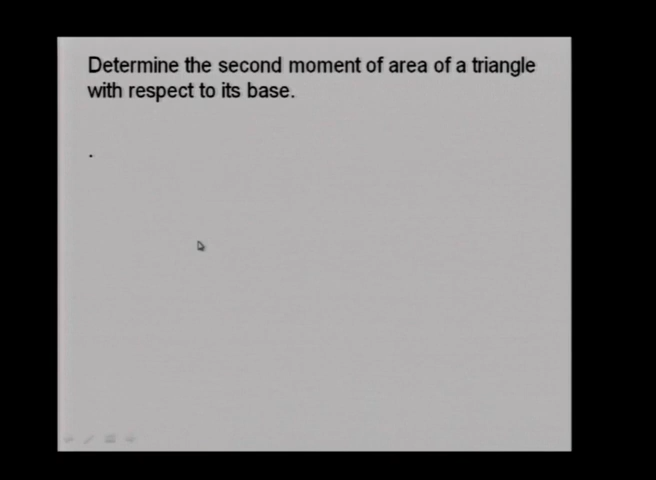 Determine the second moment of area of a triangle
with respect to its base.